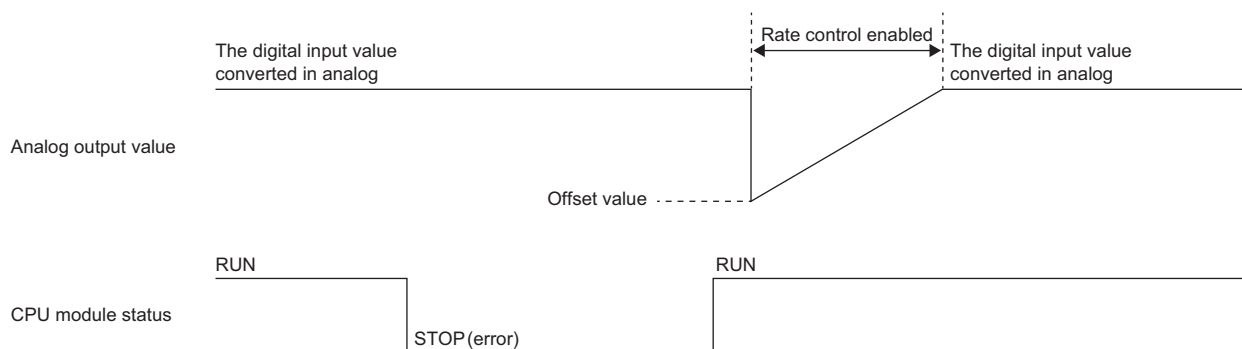 Rate control enabled
The digital input value
converted in analog
The digital input value
converted in analog
Analog output value
Offset value
RUN
RUN
CPU module status
STOP(error)